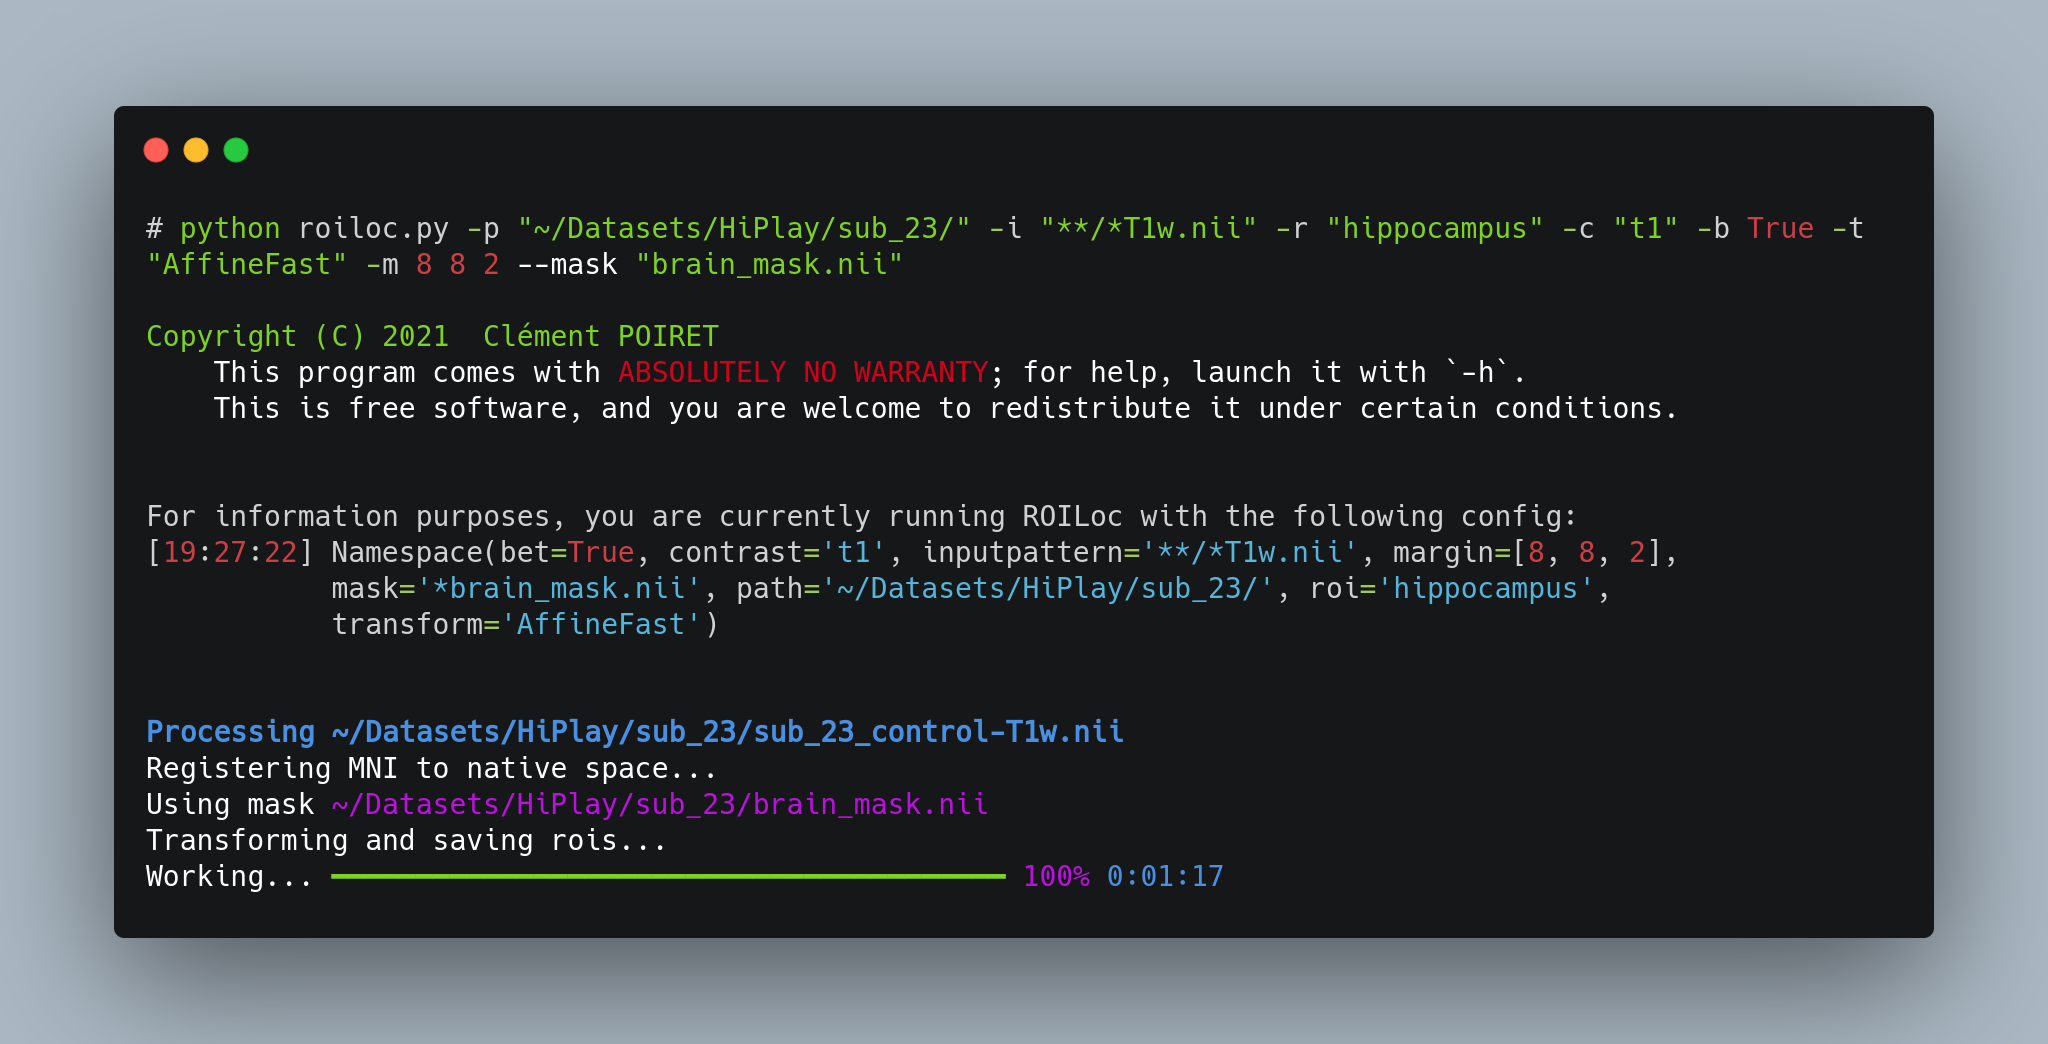 # python roiloc.py -p "~/Datasets/HiPlay/sub_23/" -i "**/*T1w.nii" -r "hippocampus" -c "t1" -b True -t
"AffineFast" -m 8 8 2 --mask "brain_mask.nii"
Copyright (C) 2021  Clément POIRET
This program comes with ABSOLUTELY NO WARRANTY; for help, launch it with `-h`.
This is free software, and you are welcome to redistribute it under certain conditions.
For information purposes, you are currently running ROILoc with the following config:
[19:27:22] Namespace(bet=True, contrast='t1', inputpattern='**/*T1w.nii', margin=[8, 8, 2],
mask='*brain_mask.nii', path='~/Datasets/HiPlay/sub_23/', roi='hippocampus',
transform='AffineFast')
Processing ~/Datasets/HiPlay/sub_23/sub_23_control-T1w.nii
Registering MNI to native space...
Using mask ~/Datasets/HiPlay/sub_23/brain_mask.nii
Transforming and saving rois...
Working... 100% 0:01:17